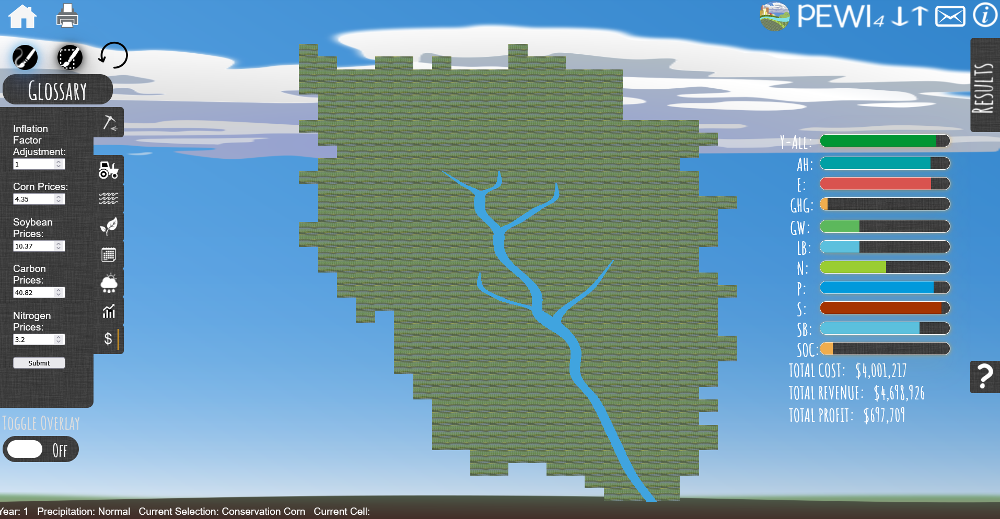 PEWI 4
GLOSSARY
RESULTS
Inflation
Factor
Adjustment:
1
Corn Prices:
4.35
Soybean
Prices:
10.37
Carbon
Prices:
40.82
Nitrogen
Prices:
3.2
Submit
TOGGLE OVERLAY
OFF
Y-ALL:
AH:
E:
GHG:
GW:
LB:
N:
P:
S:
SB:
SOC:
TOTAL COST: $4,001,217
TOTAL REVENUE: $4,698,926
TOTAL PROFIT: $697,709
?
Year: 1 Precipitation: Normal Current Selection: Conservation Corn Current Cell: